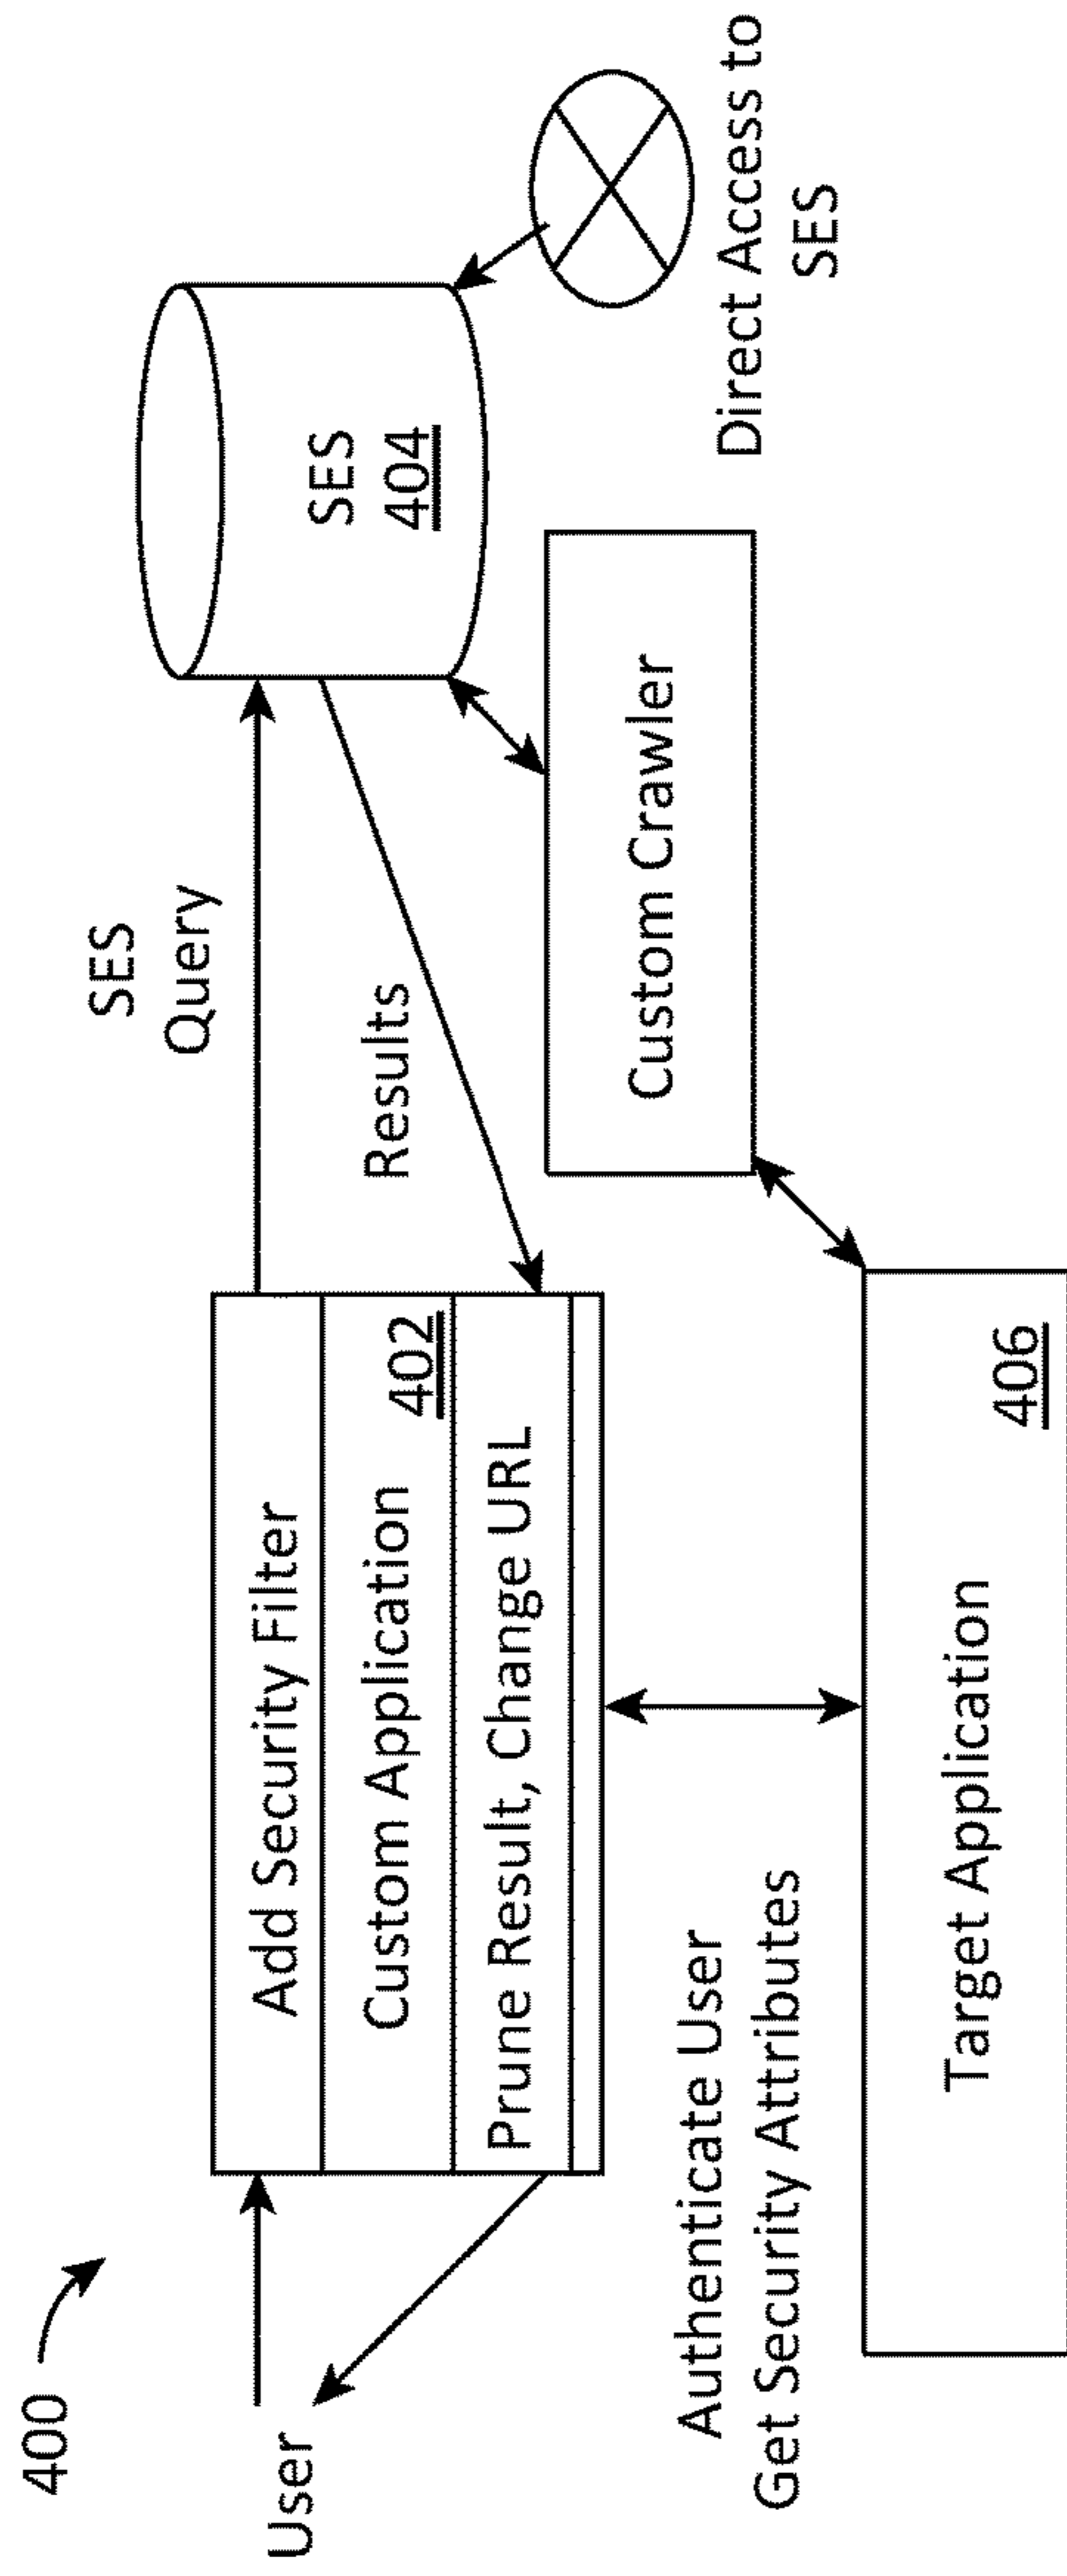 400
User
Add Security Filter
Custom Application
402
Prune Result, Change URL
SES
Query
Results
SES
404
Direct Access to
SES
Custom Crawler
Authenticate User
Get Security Attributes
Target Application
406